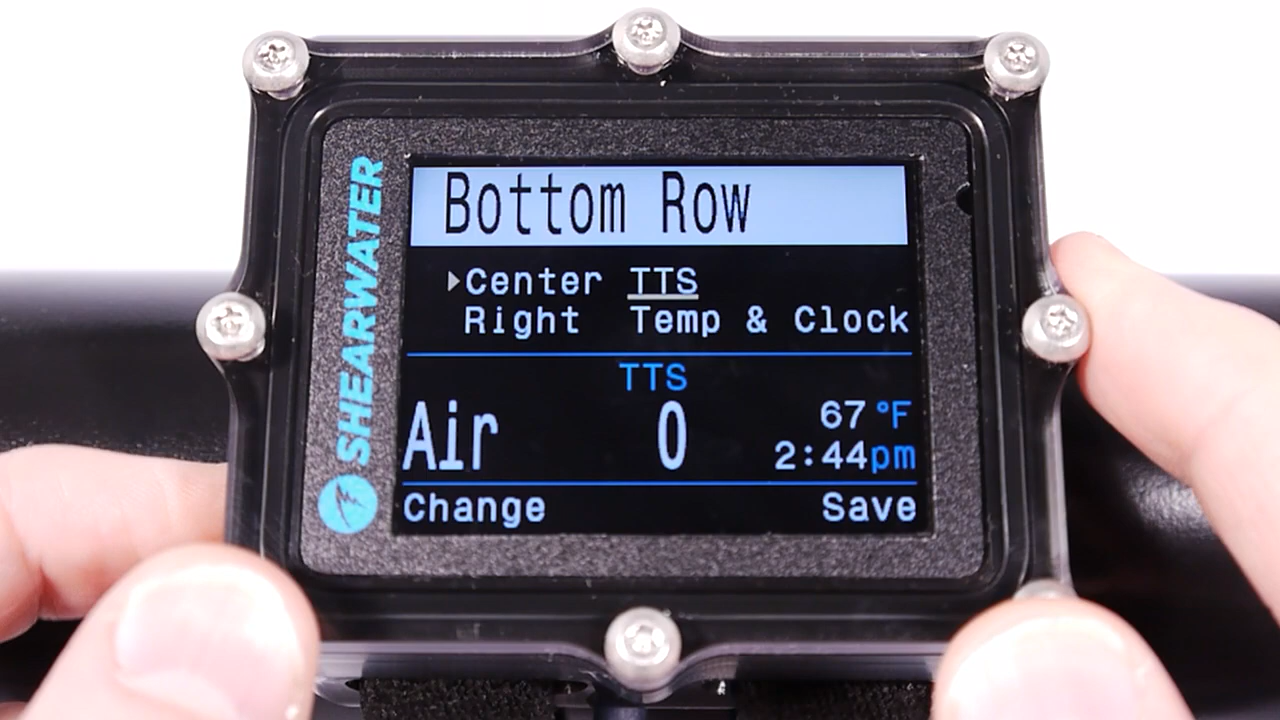 SHEARWATER
Bottom Row
Center TTS
Right Temp & Clock
TTS
Air 0 67 °F
2:44pm
Change Save